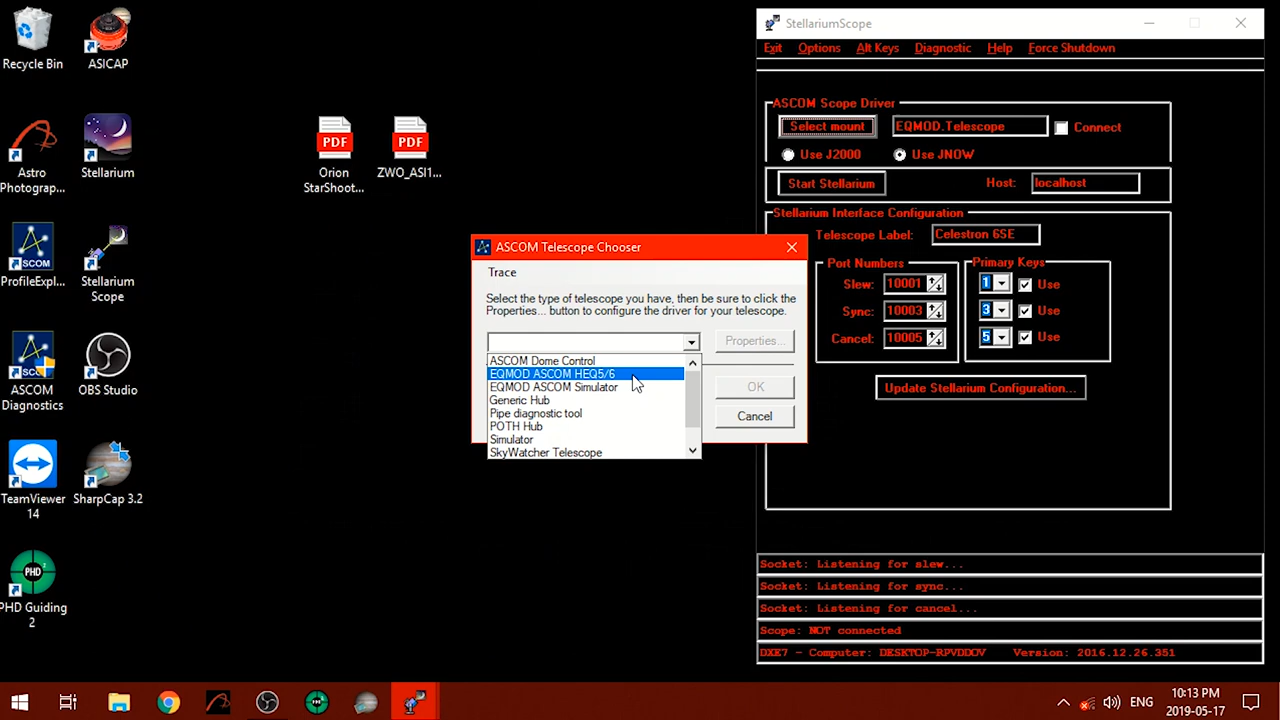 Recycle Bin
ASICAP
Astro
Photograp...
Stellarium
ProfileExpl...
Stellarium
Scope
ASCOM
Diagnostics
OBS Studio
TeamViewer
14
SharpCap 3.2
PHD Guiding
2
PDF
Orion
StarShoot...
PDF
ZWO_ASI1...
StellariumScope
Exit Options Alt Keys Diagnostic Help Force Shutdown
ASCOM Scope Driver
Select mount EQMOD.Telescope Connect
Use J2000 Use JNOW
Start Stellarium Host: localhost
Stellarium Interface Configuration
Telescope Label: Celestron 6SE
Port Numbers Primary Keys
Slew: 10001 1 Use
Sync: 10003 3 Use
Cancel: 10005 5 Use
Update Stellarium Configuration...
Socket: Listening for slew...
Socket: Listening for sync...
Socket: Listening for cancel...
Scope: NOT connected
DXE7 - Computer: DESKTOP-RPVDDOV Version: 2016.12.26.351
ASCOM Telescope Chooser
Trace
Select the type of telescope you have, then be sure to click the
Properties... button to configure the driver for your telescope.
Properties...
ASCOM Dome Control
EQMOD ASCOM HEQ5/6
EQMOD ASCOM Simulator
Generic Hub
Pipe diagnostic tool
POTH Hub
Simulator
SkyWatcher Telescope
OK
Cancel
ENG
10:13 PM
2019-05-17